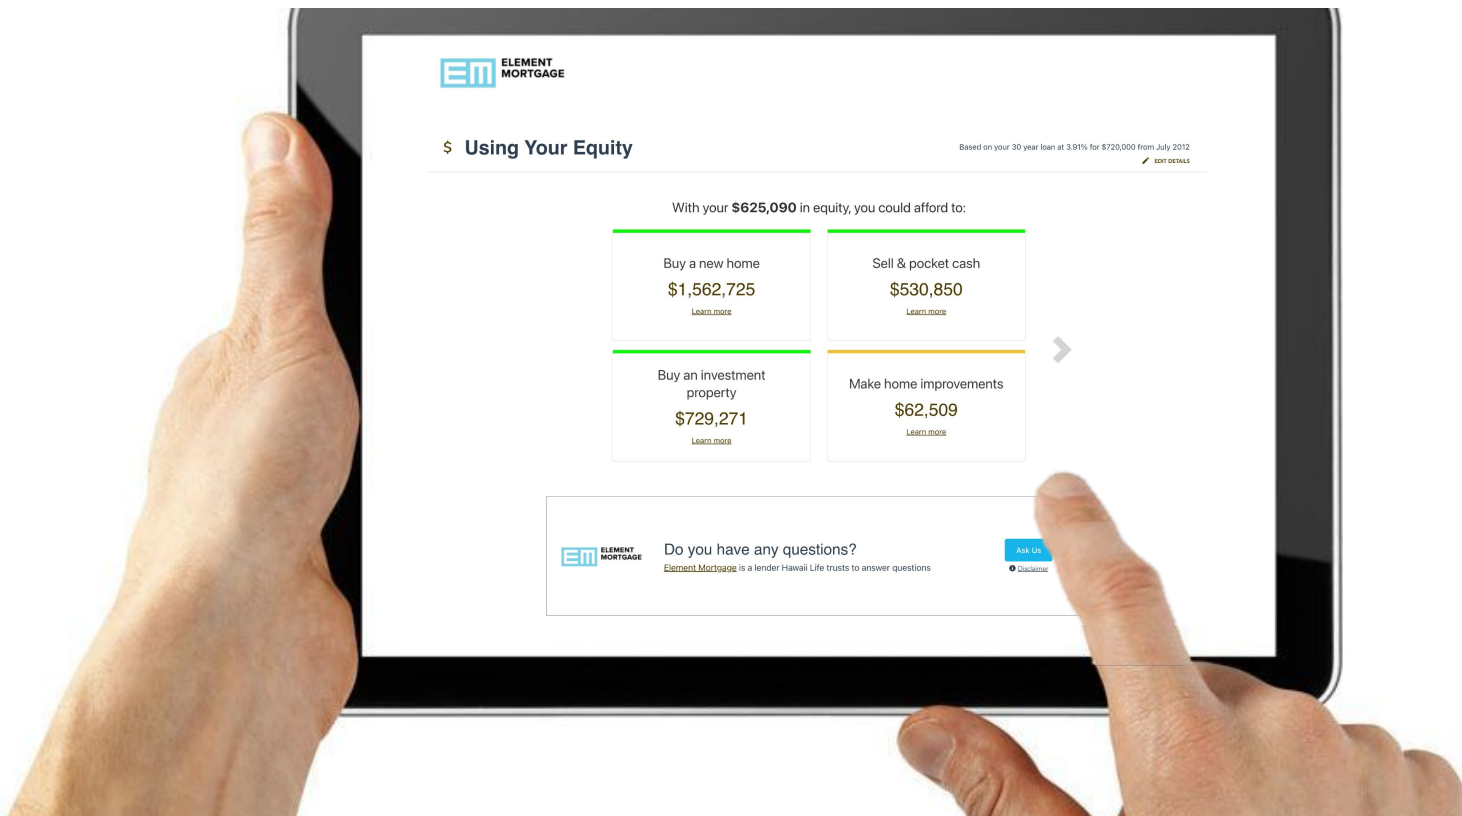 ELEMENT
MORTGAGE
$ Using Your Equity
Based on your 30 year loan at 3.91% for $720,000 from July 2012
EDIT DETAILS
With your $625,090 in equity, you could afford to:
Buy a new home
$1,562,725
Learn more
Sell & pocket cash
$530,850
Learn more
Buy an investment
property
$729,271
Learn more
Make home improvements
$62,509
Learn more
EM ELEMENT
MORTGAGE
Do you have any questions?
Element Mortgage is a lender Hawaii Life trusts to answer questions
Ask Us
Disclaimer